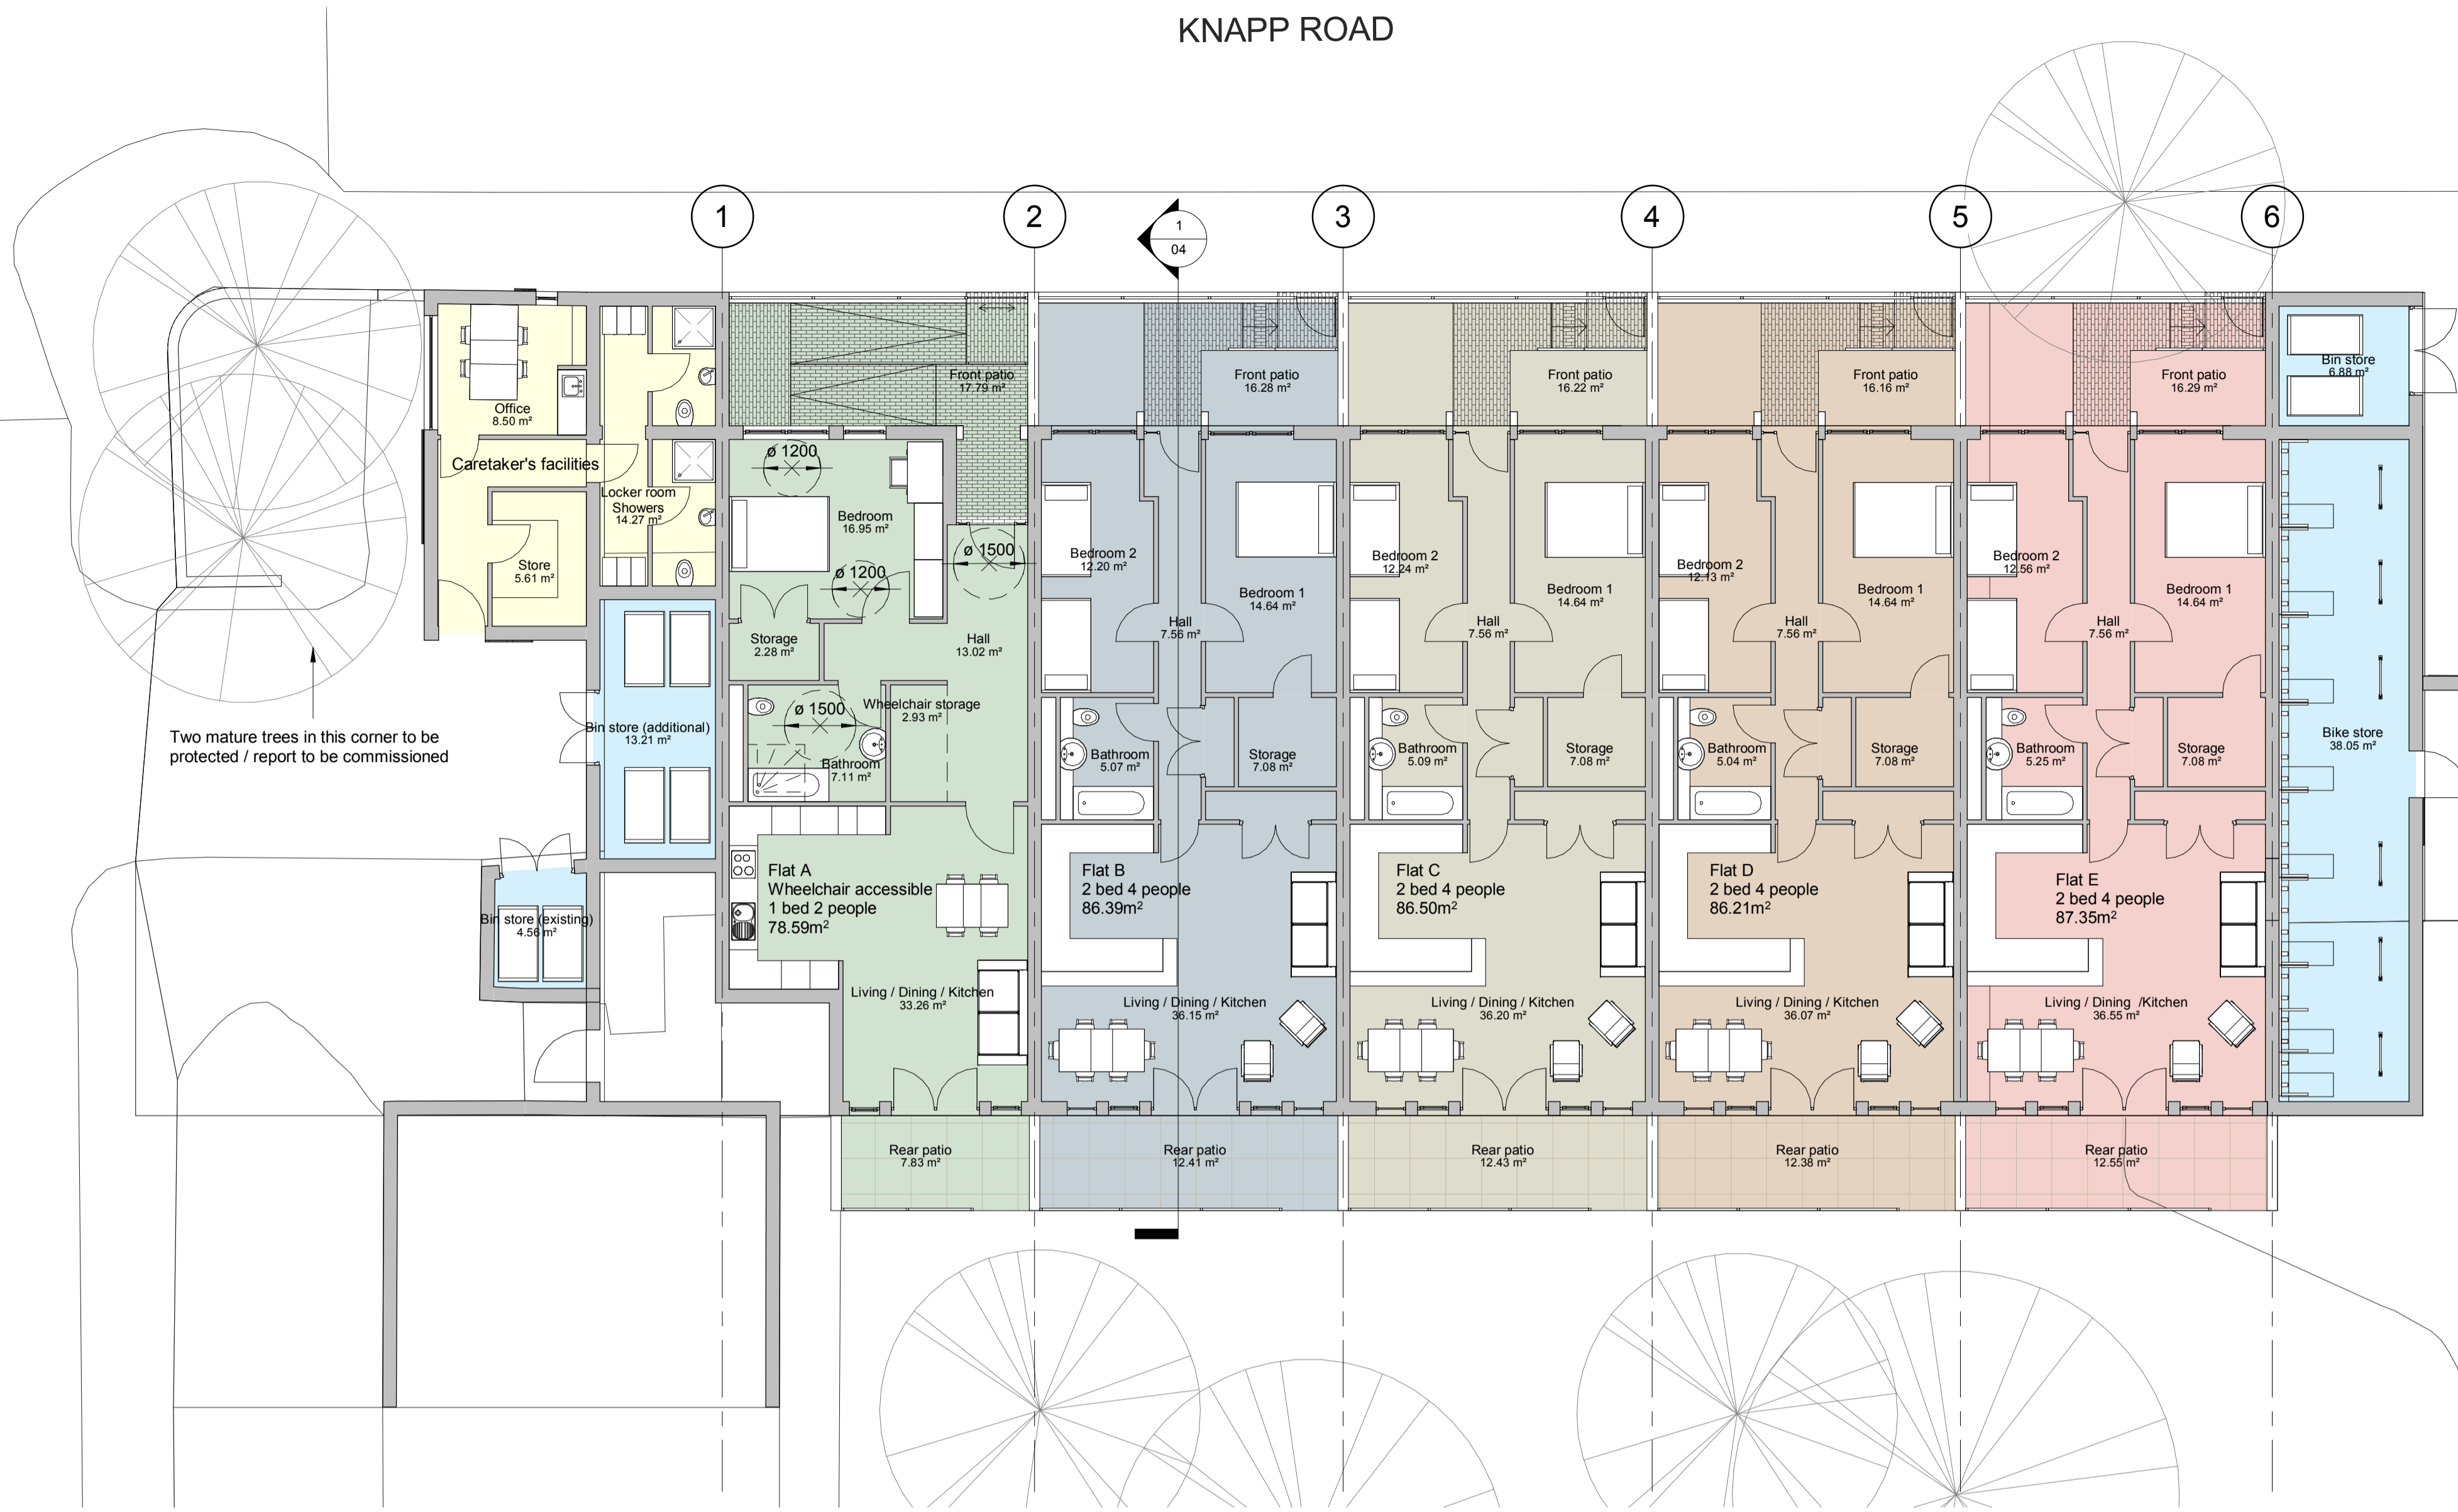 KNAPP ROAD
1
2
1
04
3
4
5
6
Office
8.50 m²
Caretaker's facilities
Locker room
Showers
14.27 m²
Store
5.61 m²
Two mature trees in this corner to be
protected / report to be commissioned
Bin store (additional)
13.21 m²
Bin store (existing)
4.56 m²
Front patio
17.79 m²
ø 1200
Bedroom
16.95 m²
ø 1500
ø 1200
Storage
2.28 m²
Hall
13.02 m²
Wheelchair storage
2.93 m²
ø 1500
Bathroom
7.11 m²
Flat A
Wheelchair accessible
1 bed 2 people
78.59m²
Living / Dining / Kitchen
33.26 m²
Rear patio
7.83 m²
Front patio
16.28 m²
Bedroom 2
12.20 m²
Bedroom 1
14.64 m²
Hall
7.56 m²
Bathroom
5.07 m²
Storage
7.08 m²
Flat B
2 bed 4 people
86.39m²
Living / Dining / Kitchen
36.15 m²
Rear patio
12.41 m²
Front patio
16.22 m²
Bedroom 2
12.24 m²
Bedroom 1
14.64 m²
Hall
7.56 m²
Bathroom
5.09 m²
Storage
7.08 m²
Flat C
2 bed 4 people
86.50m²
Living / Dining / Kitchen
36.20 m²
Rear patio
12.43 m²
Front patio
16.16 m²
Bedroom 2
12.13 m²
Bedroom 1
14.64 m²
Hall
7.56 m²
Bathroom
5.04 m²
Storage
7.08 m²
Flat D
2 bed 4 people
86.21m²
Living / Dining / Kitchen
36.07 m²
Rear patio
12.38 m²
Front patio
16.29 m²
Bedroom 2
12.56 m²
Bedroom 1
14.64 m²
Hall
7.56 m²
Bathroom
5.25 m²
Storage
7.08 m²
Flat E
2 bed 4 people
87.35m²
Living / Dining /Kitchen
36.55 m²
Rear patio
12.55 m²
Bin store
6.88 m²
Bike store
38.05 m²